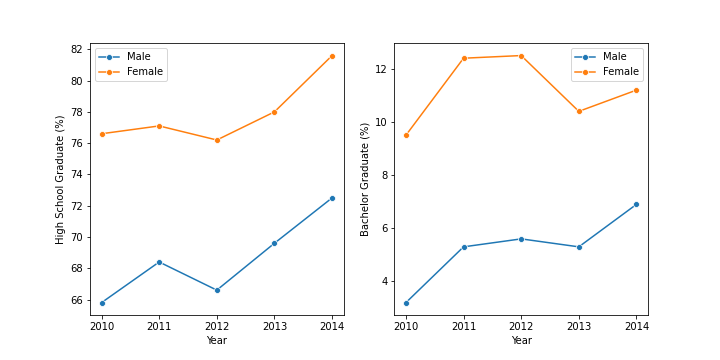 High School Graduate (%)
82
80
78
76
74
72
70
68
66
Male
Female
2010 2011 2012 2013 2014
Year
Bachelor Graduate (%)
12
10
8
6
4
Male
Female
2010 2011 2012 2013 2014
Year